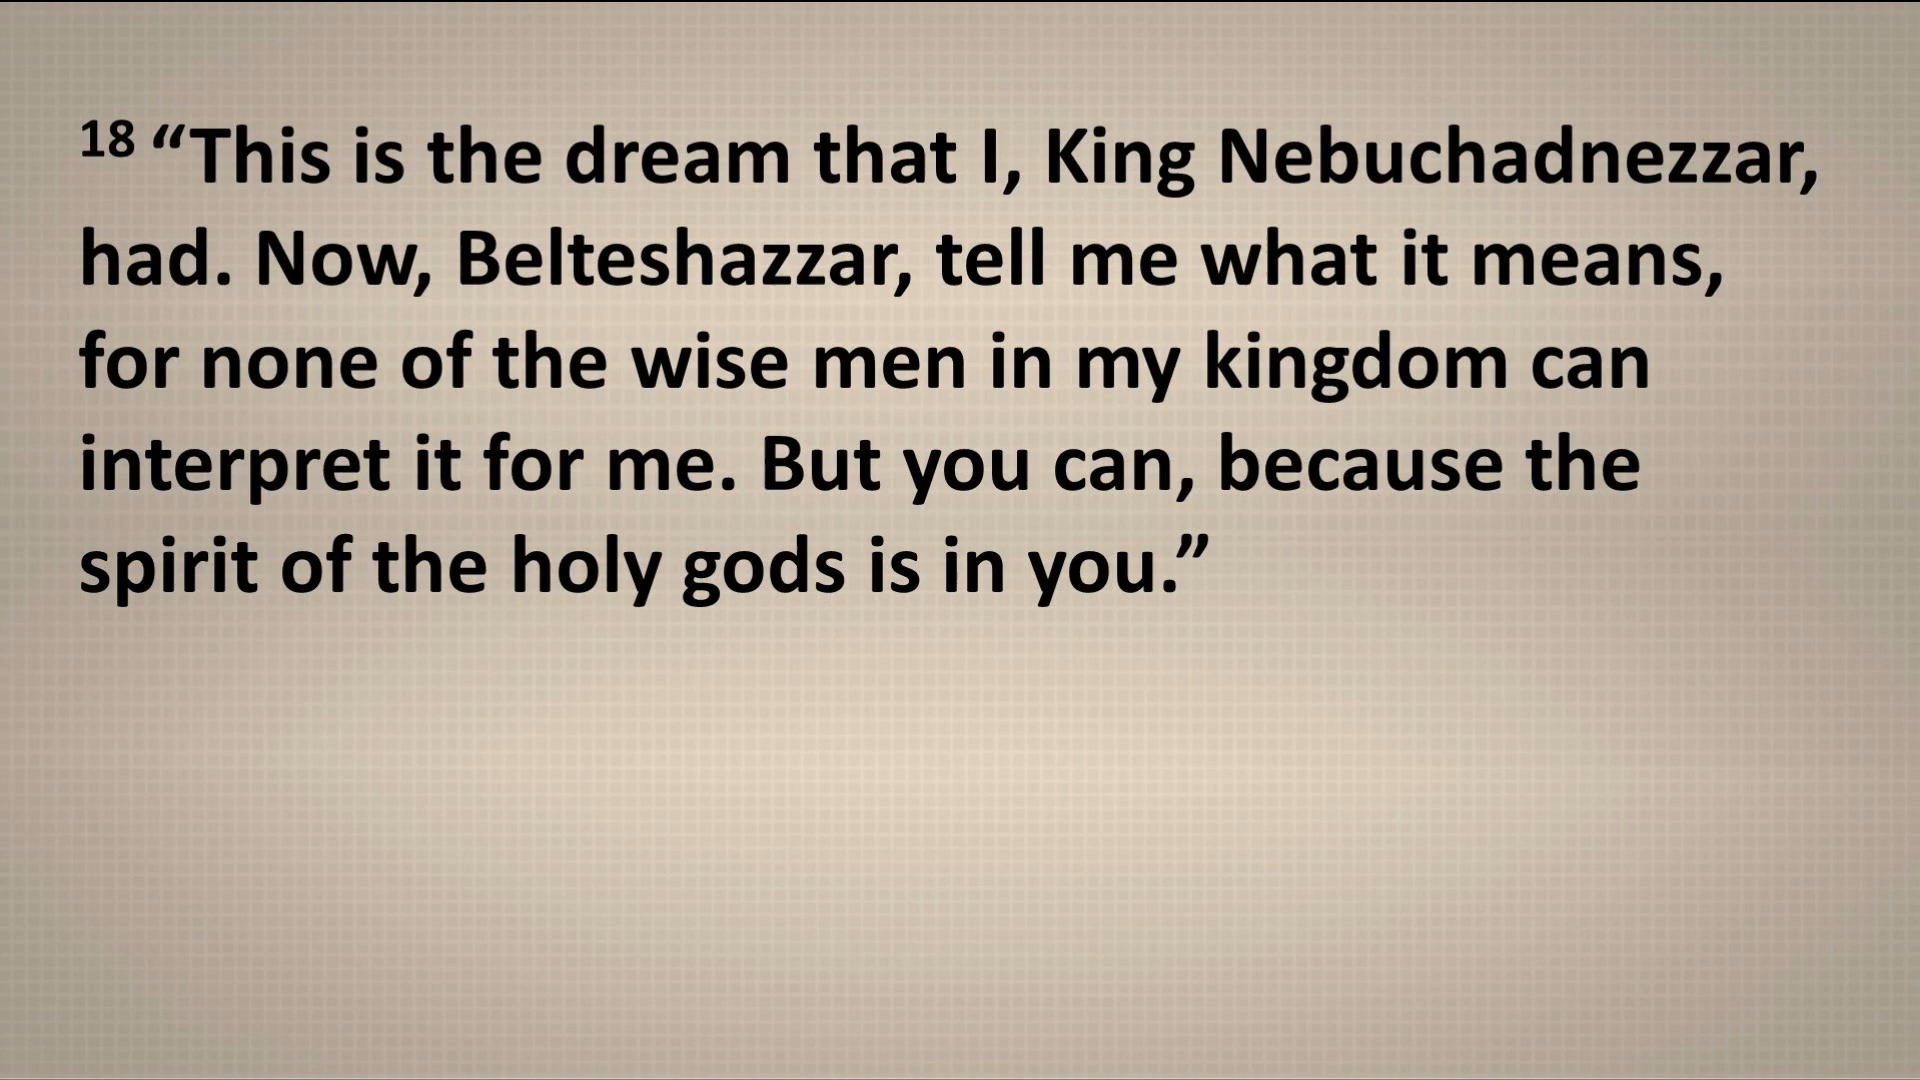 18 “This is the dream that I, King Nebuchadnezzar,
had. Now, Belteshazzar, tell me what it means,
for none of the wise men in my kingdom can
interpret it for me. But you can, because the
spirit of the holy gods is in you.”